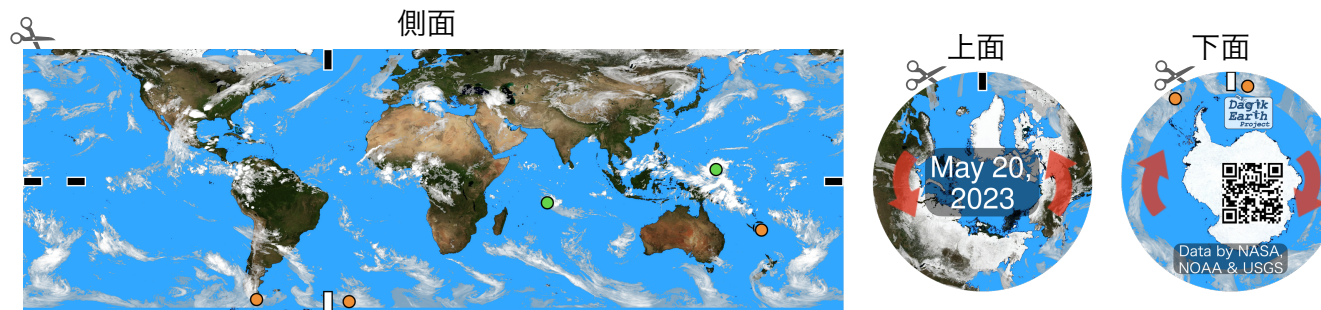 側面
上面
下面
May 20,
2023
Dagik
Earth
Project
Data by NASA,
NOAA & USGS